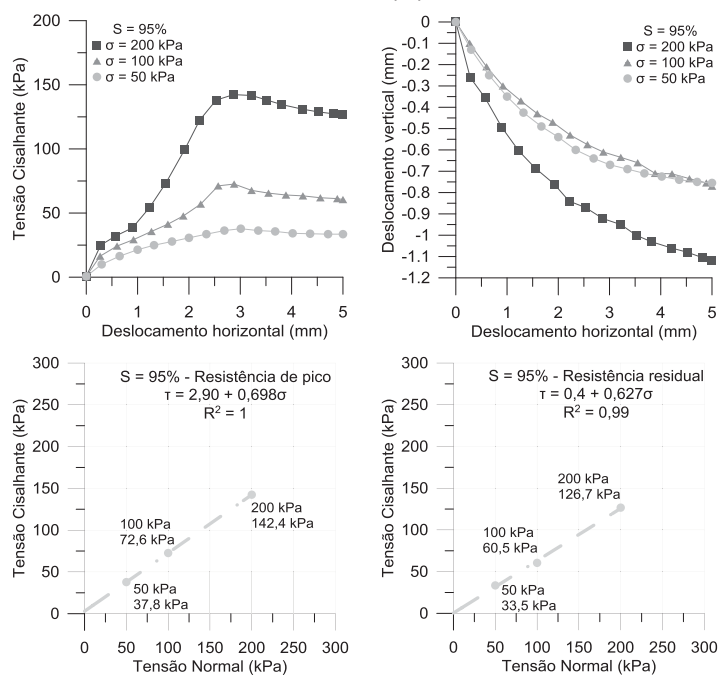 200
150
100
50
0
Tensão Cisalhante (kPa)
S = 95%
σ = 200 kPa
σ = 100 kPa
σ = 50 kPa
0 1 2 3 4 5
Deslocamento horizontal (mm)
0
-0.1
-0.2
-0.3
-0.4
-0.5
-0.6
-0.7
-0.8
-0.9
-1
-1.1
-1.2
Deslocamento vertical (mm)
S = 95%
σ = 200 kPa
σ = 100 kPa
σ = 50 kPa
0 1 2 3 4 5
Deslocamento horizontal (mm)
300
250
200
150
100
50
0
Tensão Cisalhante (kPa)
S = 95% - Resistência de pico
τ = 2,90 + 0,698σ
R² = 1
200 kPa
142,4 kPa
100 kPa
72,6 kPa
50 kPa
37,8 kPa
0 50 100 150 200 250 300
Tensão Normal (kPa)
300
250
200
150
100
50
0
Tensão Cisalhante (kPa)
S = 95% - Resistência residual
τ = 0,4 + 0,627σ
R² = 0,99
200 kPa
126,7 kPa
100 kPa
60,5 kPa
50 kPa
33,5 kPa
0 50 100 150 200 250 300
Tensão Normal (kPa)